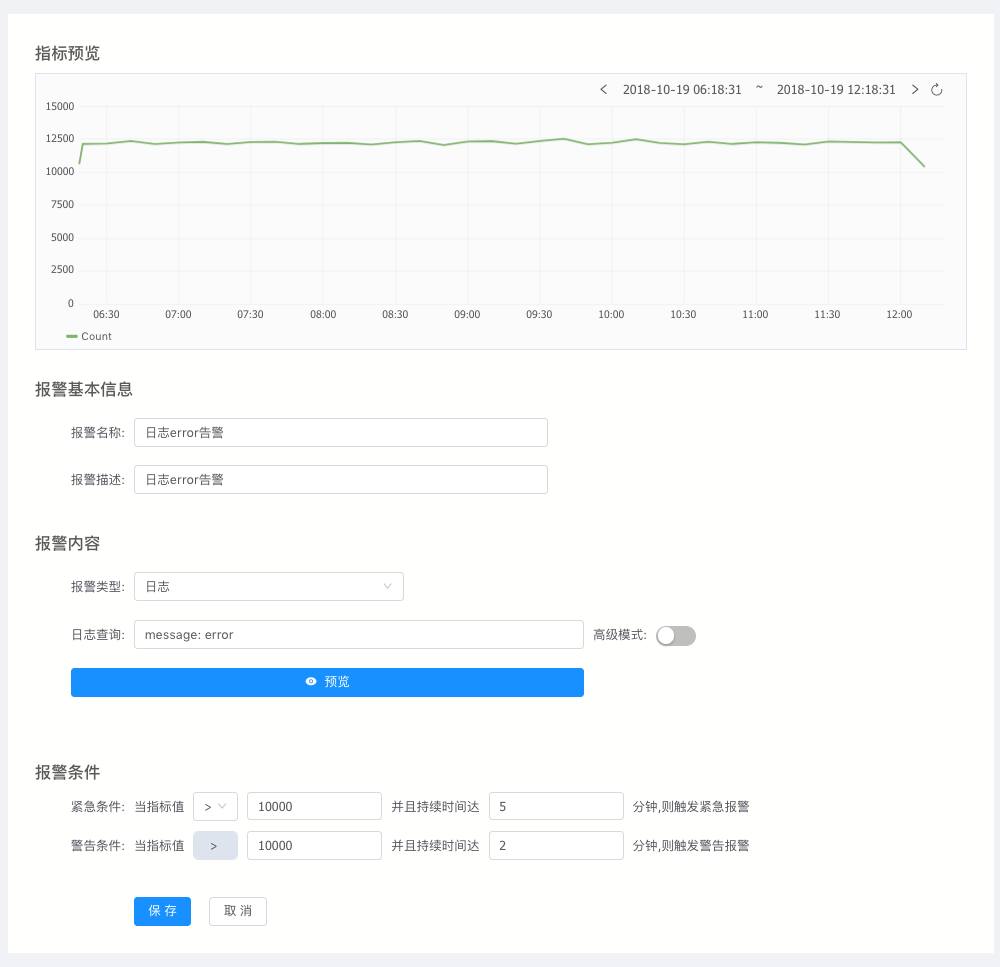 指标预览
< 2018-10-19 06:18:31 ~ 2018-10-19 12:18:31 >
15000
12500
10000
7500
5000
2500
0
06:30 07:00 07:30 08:00 08:30 09:00 09:30 10:00 10:30 11:00 11:30 12:00
Count
报警基本信息
报警名称: 日志error告警
报警描述: 日志error告警
报警内容
报警类型: 日志
日志查询: message: error 高级模式:
预览
报警条件
紧急条件: 当指标值 > 10000 并且持续时间达 5 分钟,则触发紧急报警
警告条件: 当指标值 > 10000 并且持续时间达 2 分钟,则触发警告报警
保存 取消